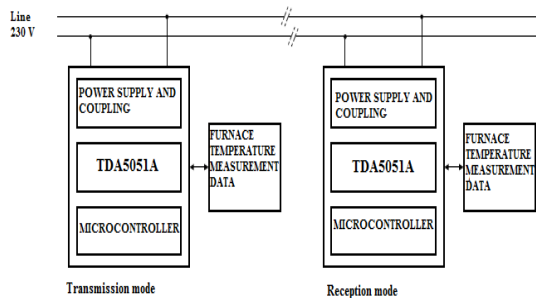 Line
230 V
POWER SUPPLY AND
COUPLING
TDA5051A
MICROCONTROLLER
FURNACE
TEMPERATURE
MEASUREMENT
DATA
Transmission mode
POWER SUPPLY AND
COUPLING
TDA5051A
MICROCONTROLLER
FURNACE
TEMPERATURE
MEASUREMENT
DATA
Reception mode